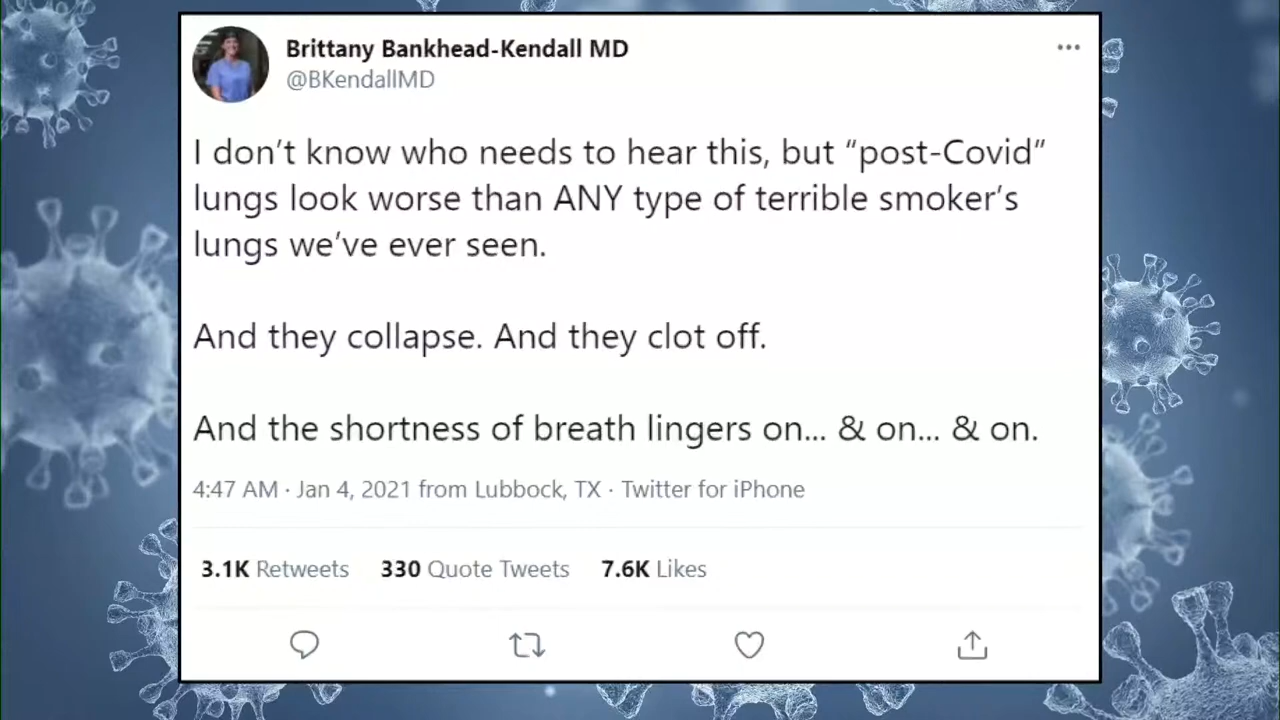 Brittany Bankhead-Kendall MD
@BKendallMD
I don’t know who needs to hear this, but “post-Covid”
lungs look worse than ANY type of terrible smoker’s
lungs we’ve ever seen.
And they collapse. And they clot off.
And the shortness of breath lingers on... & on... & on.
4:47 AM · Jan 4, 2021 from Lubbock, TX · Twitter for iPhone
3.1K Retweets 330 Quote Tweets 7.6K Likes